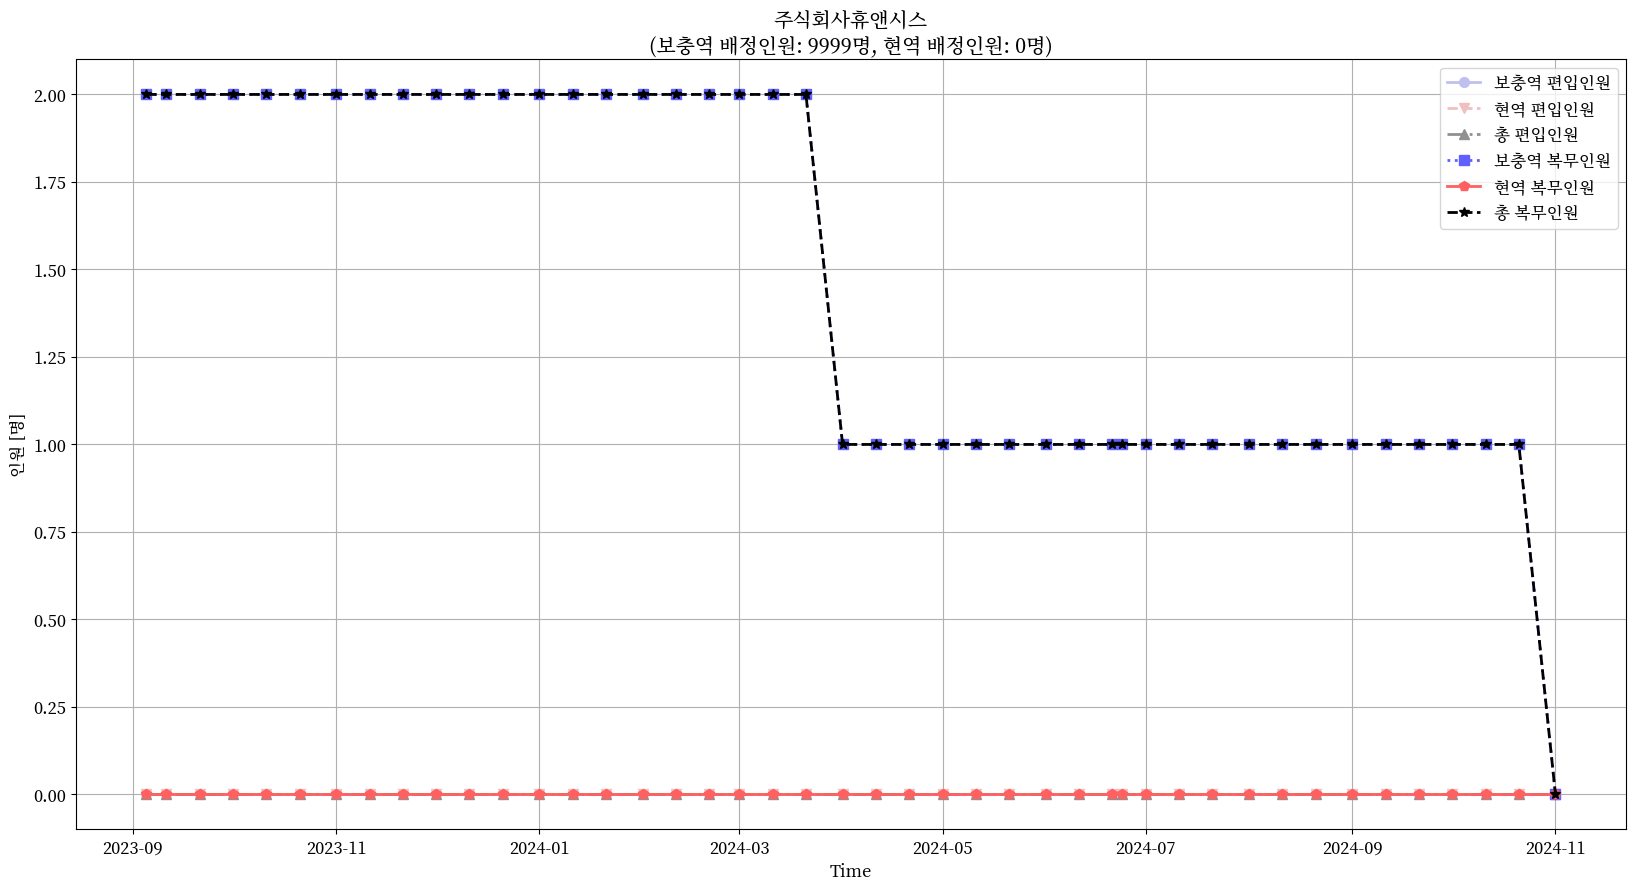 주식회사휴앤시스
(보충역 배정인원: 9999명, 현역 배정인원: 0명)
보충역 편입인원
현역 편입인원
총 편입인원
보충역 복무인원
현역 복무인원
총 복무인원
인원 [명]
2.00
1.75
1.50
1.25
1.00
0.75
0.50
0.25
0.00
2023-09 2023-11 2024-01 2024-03 2024-05 2024-07 2024-09 2024-11
Time